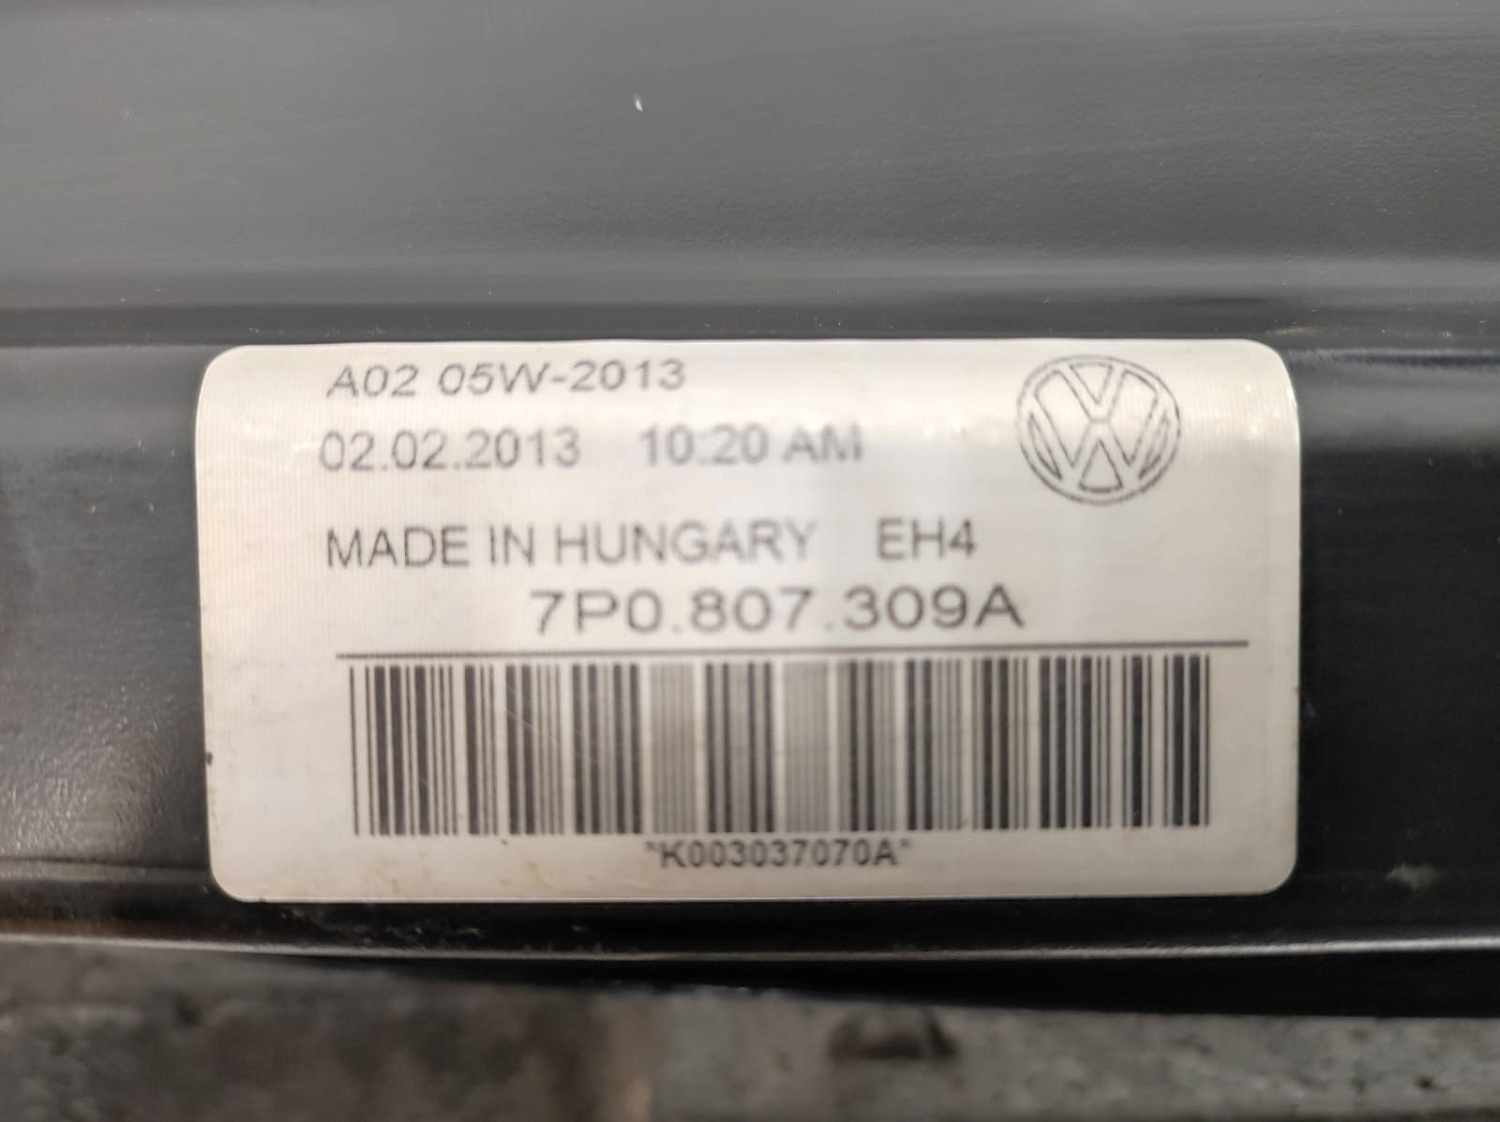 A02 05W-2013
02.02.2013 10:20 AM
MADE IN HUNGARY EH4
7P0.807.309A
*K003037070A*